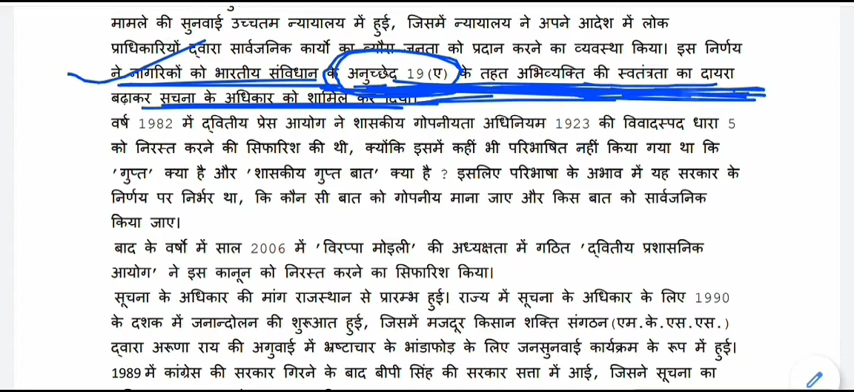 मामले की सुनवाई उच्चतम न्यायालय में हुई, जिसमें न्यायालय ने अपने आदेश में लोक
प्राधिकारियों द्वारा सार्वजनिक कार्यो का ब्यौरा जनता को प्रदान करने का व्यवस्था किया। इस निर्णय
ने नागरिकों को भारतीय संविधान के अनुच्छेद 19(ए) के तहत अभिव्यक्ति की स्वतंत्रता का दायरा
बढ़ाकर सूचना के अधिकार को शामिल कर दिया।
वर्ष 1982 में द्वितीय प्रेस आयोग ने शासकीय गोपनीयता अधिनियम 1923 की विवादस्पद धारा 5
को निरस्त करने की सिफारिश की थी, क्योंकि इसमें कहीं भी परिभाषित नहीं किया गया था कि
'गुप्त' क्या है और 'शासकीय गुप्त बात' क्या है ? इसलिए परिभाषा के अभाव में यह सरकार के
निर्णय पर निर्भर था, कि कौन सी बात को गोपनीय माना जाए और किस बात को सार्वजनिक
किया जाए।
बाद के वर्षो में साल 2006 में 'विरप्पा मोइली' की अध्यक्षता में गठित 'द्वितीय प्रशासनिक
आयोग' ने इस कानून को निरस्त करने का सिफारिश किया।
सूचना के अधिकार की मांग राजस्थान से प्रारम्भ हुई। राज्य में सूचना के अधिकार के लिए 1990
के दशक में जनान्दोलन की शुरूआत हुई, जिसमें मजदूर किसान शक्ति संगठन(एम.के.एस.एस.)
द्वारा अरूणा राय की अगुवाई में भ्रष्टाचार के भांडाफोड़ के लिए जनसुनवाई कार्यक्रम के रूप में हुई।
1989 में कांग्रेस की सरकार गिरने के बाद बीपी सिंह की सरकार सत्ता में आई, जिसने सूचना का